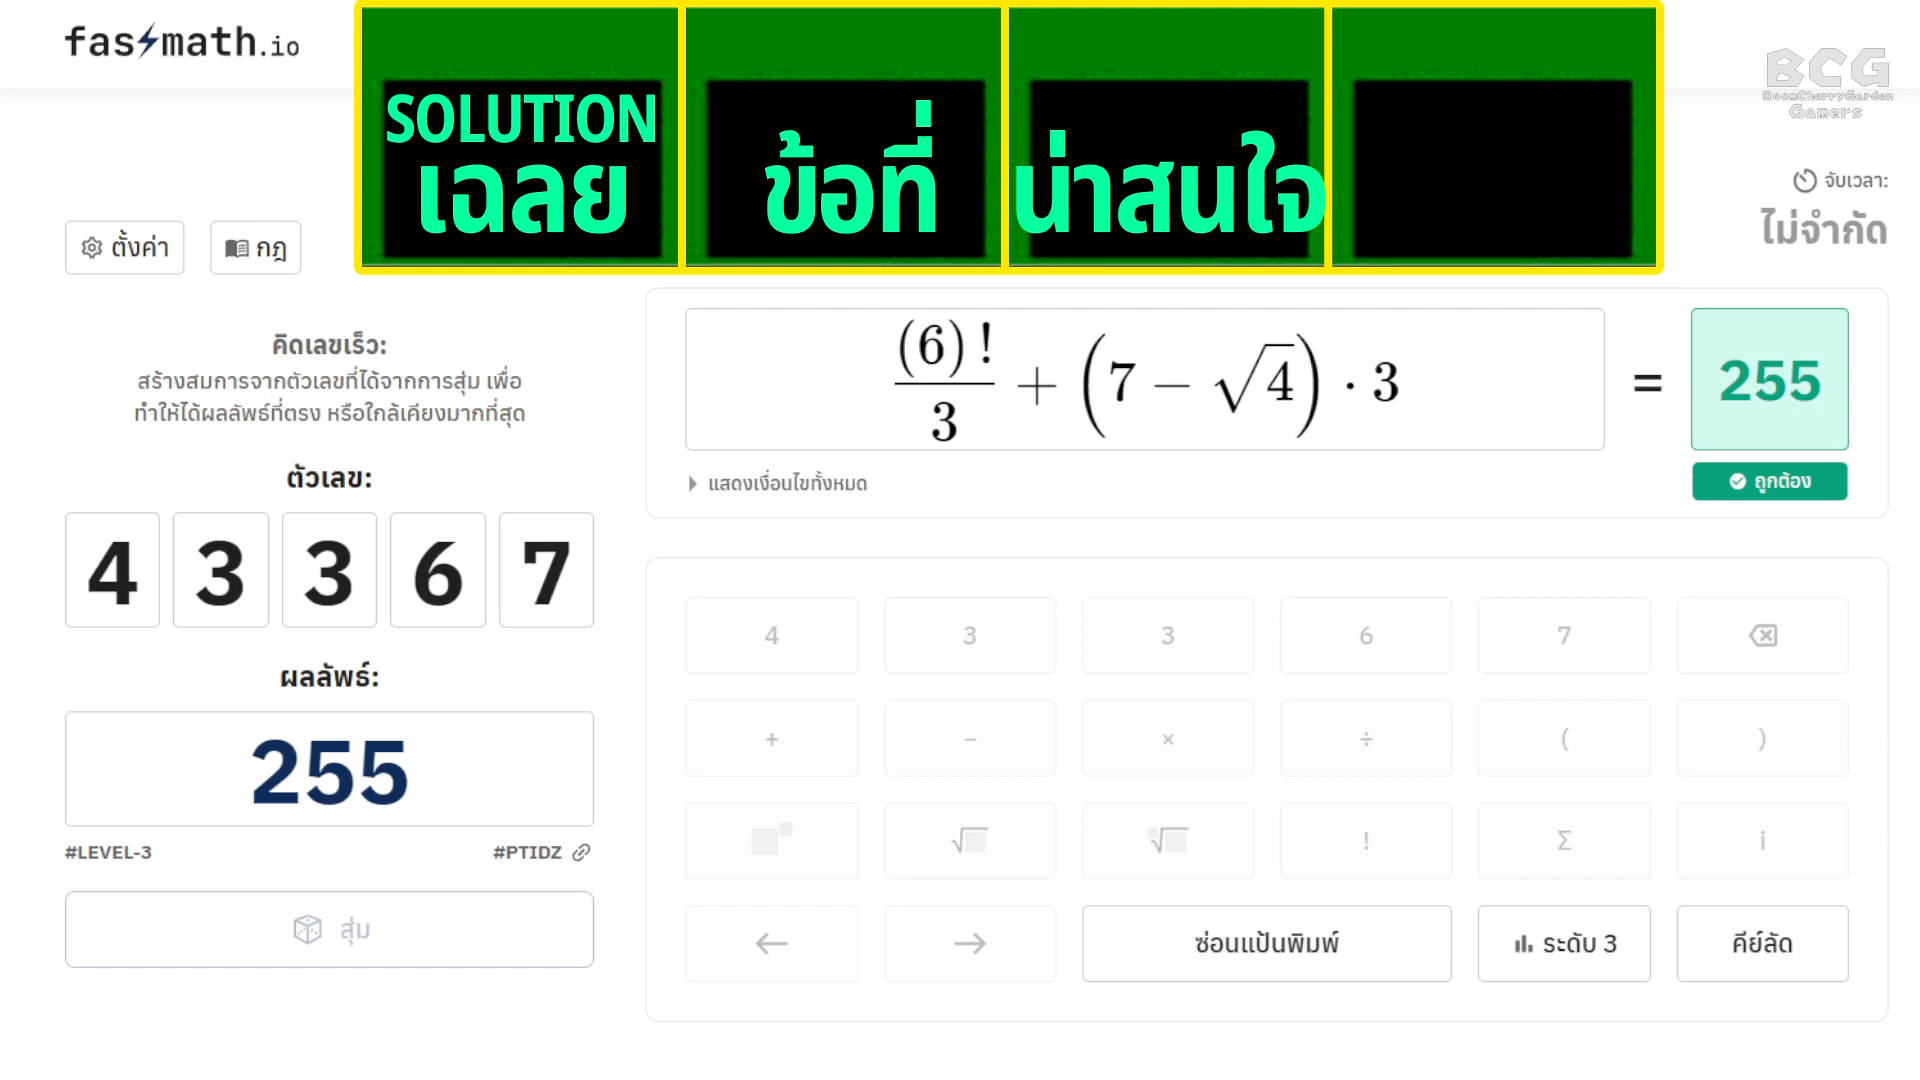 fasmath.io
SOLUTION
เฉลย
ข้อที่
น่าสนใจ
BCG
BoomCherryGarden
Gamers
จับเวลา:
ไม่จำกัด
ตั้งค่า
กฎ
คิดเลขเร็ว:
สร้างสมการจากตัวเลขที่ได้จากการสุ่ม เพื่อ
ทำให้ได้ผลลัพธ์ที่ตรง หรือใกล้เคียงมากที่สุด
ตัวเลข:
4 3 3 6 7
ผลลัพธ์:
255
#LEVEL-3 #PTIDZ
สุ่ม
(6)!/3 + (7 − √4) · 3 = 255
แสดงเงื่อนไขทั้งหมด
ถูกต้อง
4 3 3 6 7
+ − × ÷ ( )
√ √ ! Σ i
← → ซ่อนแป้นพิมพ์ ระดับ 3 คีย์ลัด